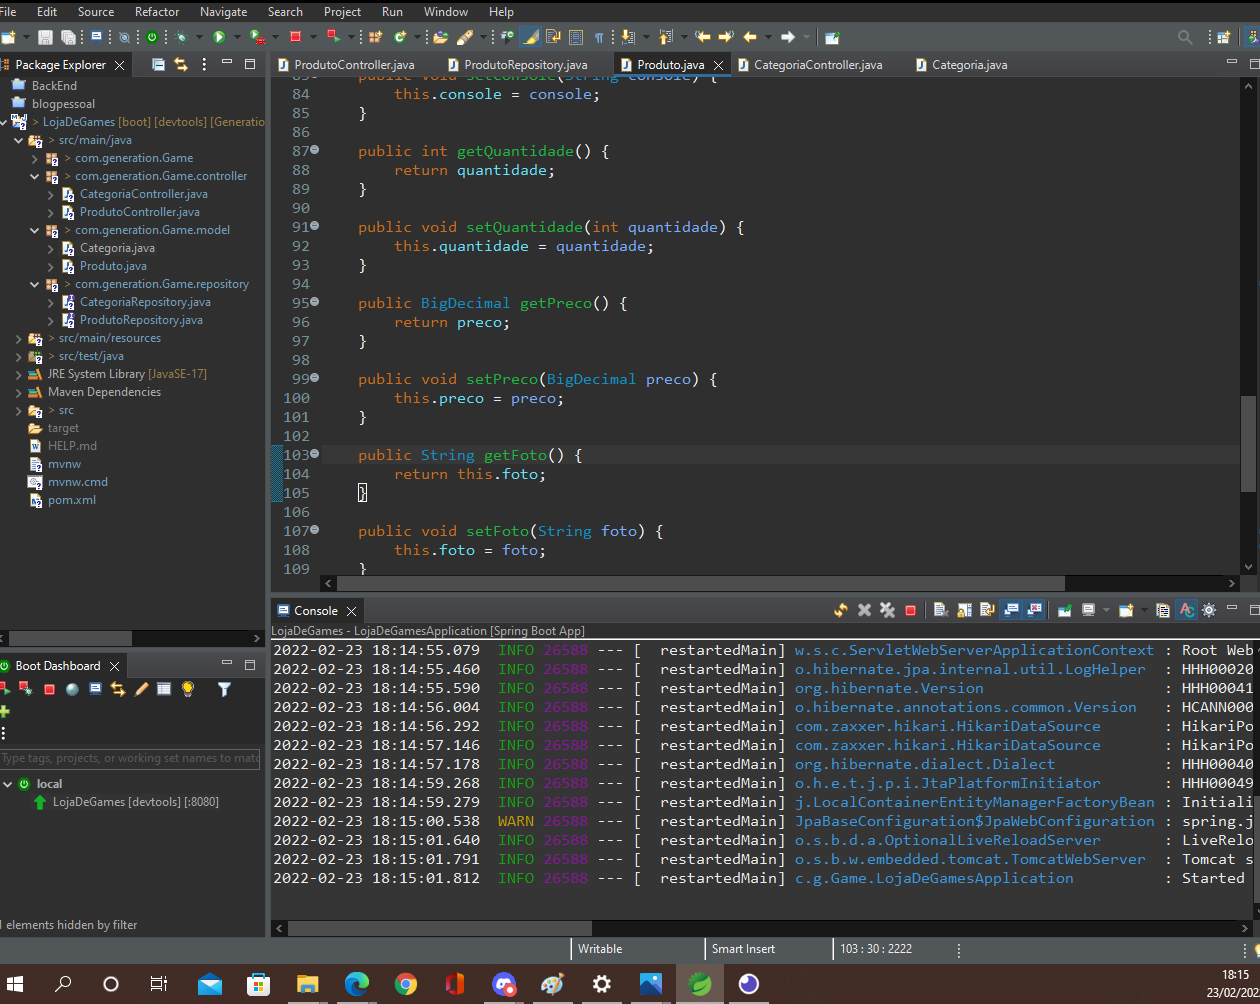 File Edit Source Refactor Navigate Search Project Run Window Help
Package Explorer
ProdutoController.java ProdutoRepository.java Produto.java CategoriaController.java Categoria.java
BackEnd
blogpessoal
> LojaDeGames [boot] [devtools] [Generatio
> src/main/java
> com.generation.Game
> com.generation.Game.controller
CategoriaController.java
ProdutoController.java
> com.generation.Game.model
Categoria.java
Produto.java
> com.generation.Game.repository
CategoriaRepository.java
ProdutoRepository.java
> src/main/resources
> src/test/java
JRE System Library [JavaSE-17]
Maven Dependencies
> src
target
HELP.md
mvnw
mvnw.cmd
pom.xml
83 public void setConsole(String console) {
84 this.console = console;
85 }
86
87 public int getQuantidade() {
88 return quantidade;
89 }
90
91 public void setQuantidade(int quantidade) {
92 this.quantidade = quantidade;
93 }
94
95 public BigDecimal getPreco() {
96 return preco;
97 }
98
99 public void setPreco(BigDecimal preco) {
100 this.preco = preco;
101 }
102
103 public String getFoto() {
104 return this.foto;
105 }
106
107 public void setFoto(String foto) {
108 this.foto = foto;
109 }
Boot Dashboard
Type tags, projects, or working set names to matc
local
LojaDeGames [devtools] [:8080]
elements hidden by filter
Console
LojaDeGames - LojaDeGamesApplication [Spring Boot App]
2022-02-23 18:14:55.079 INFO 26588 --- [ restartedMain] w.s.c.ServletWebServerApplicationContext : Root Web
2022-02-23 18:14:55.460 INFO 26588 --- [ restartedMain] o.hibernate.jpa.internal.util.LogHelper : HHH00020
2022-02-23 18:14:55.590 INFO 26588 --- [ restartedMain] org.hibernate.Version : HHH00041
2022-02-23 18:14:56.004 INFO 26588 --- [ restartedMain] o.hibernate.annotations.common.Version : HCANN000
2022-02-23 18:14:56.292 INFO 26588 --- [ restartedMain] com.zaxxer.hikari.HikariDataSource : HikariPo
2022-02-23 18:14:57.146 INFO 26588 --- [ restartedMain] com.zaxxer.hikari.HikariDataSource : HikariPo
2022-02-23 18:14:57.178 INFO 26588 --- [ restartedMain] org.hibernate.dialect.Dialect : HHH00040
2022-02-23 18:14:59.268 INFO 26588 --- [ restartedMain] o.h.e.t.j.p.i.JtaPlatformInitiator : HHH00049
2022-02-23 18:14:59.279 INFO 26588 --- [ restartedMain] j.LocalContainerEntityManagerFactoryBean : Initiali
2022-02-23 18:15:00.538 WARN 26588 --- [ restartedMain] JpaBaseConfiguration$JpaWebConfiguration : spring.j
2022-02-23 18:15:01.640 INFO 26588 --- [ restartedMain] o.s.b.d.a.OptionalLiveReloadServer : LiveRelo
2022-02-23 18:15:01.791 INFO 26588 --- [ restartedMain] o.s.b.w.embedded.tomcat.TomcatWebServer : Tomcat s
2022-02-23 18:15:01.812 INFO 26588 --- [ restartedMain] c.g.Game.LojaDeGamesApplication : Started
Writable Smart Insert 103 : 30 : 2222
18:15
23/02/202